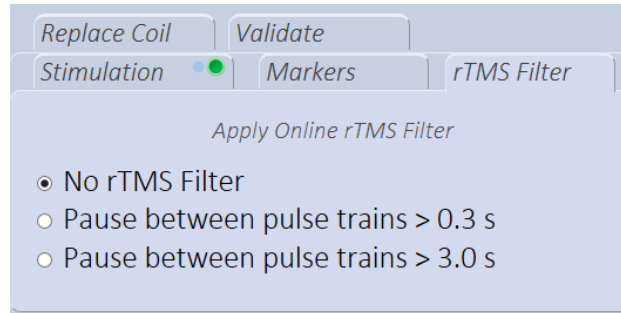 Replace Coil Validate
Stimulation Markers rTMS Filter
Apply Online rTMS Filter
No rTMS Filter
Pause between pulse trains > 0.3 s
Pause between pulse trains > 3.0 s